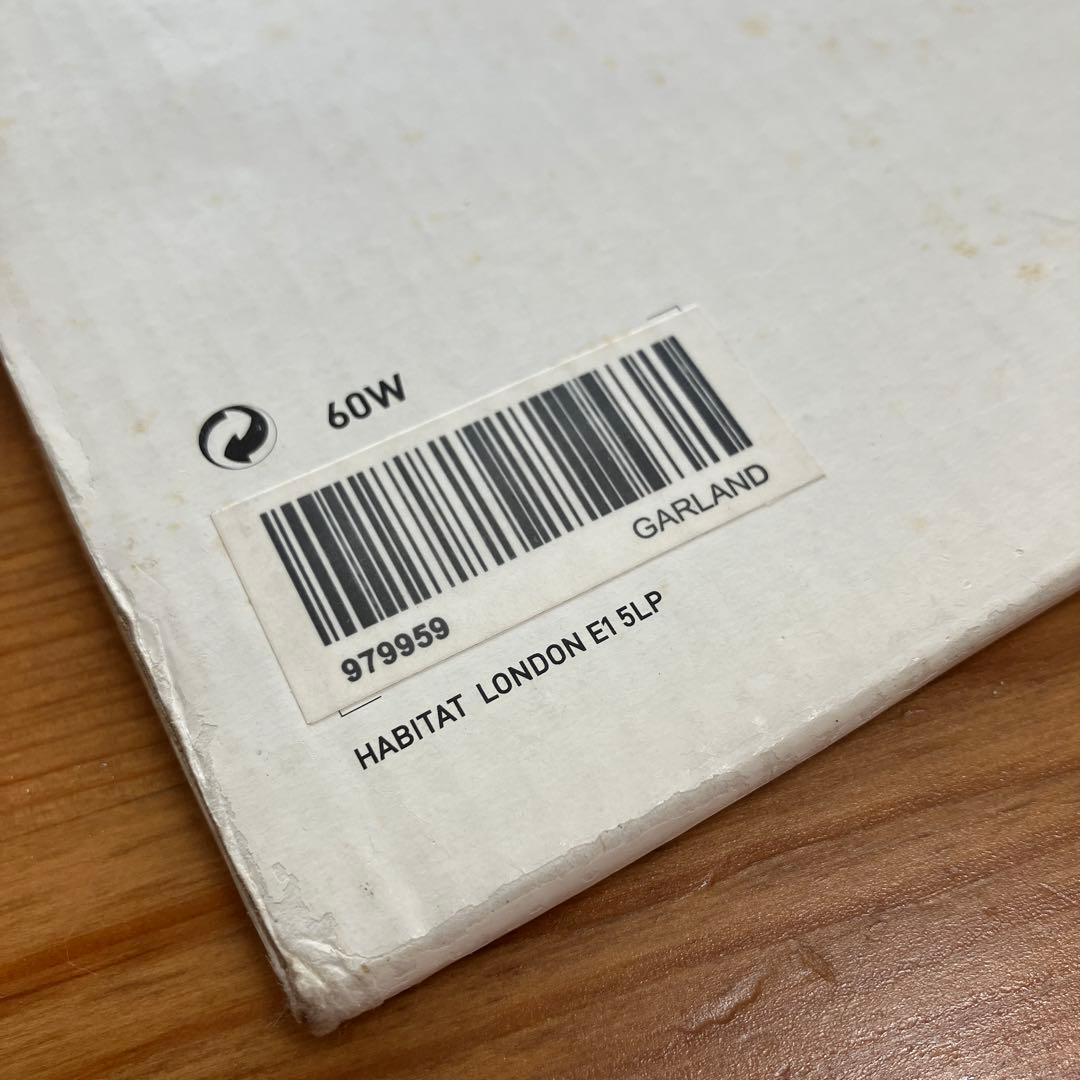 60W
GARLAND
979959
HABITAT LONDON E1 5LP